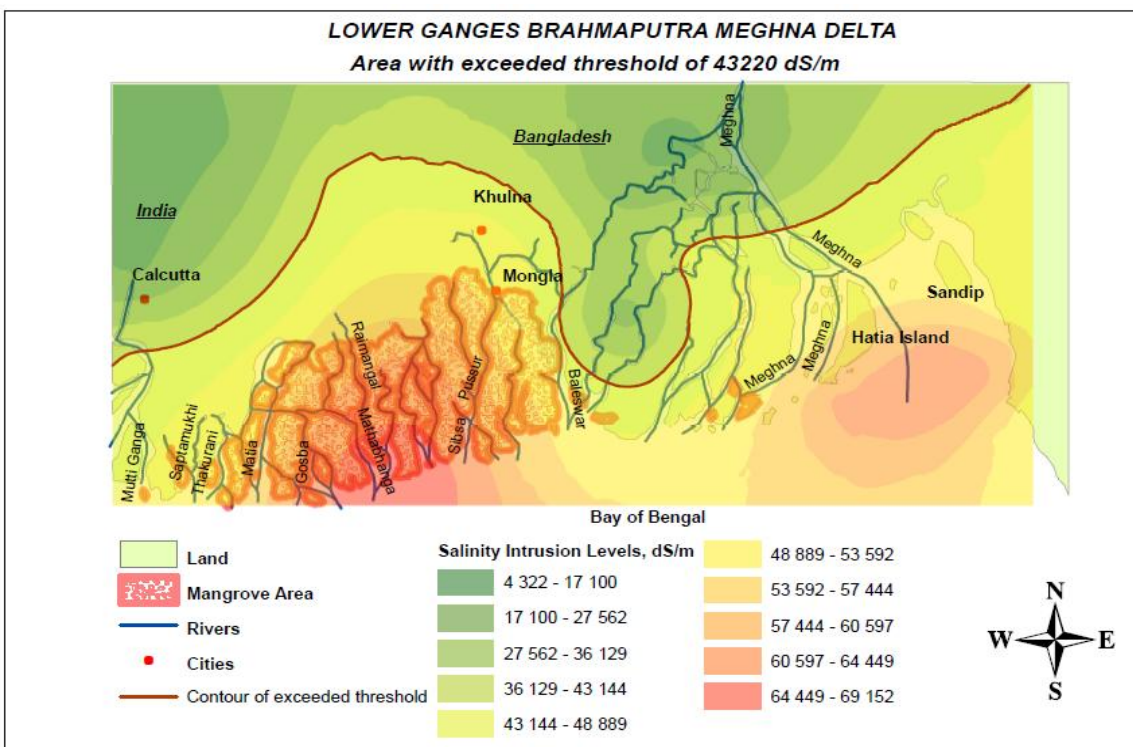 LOWER GANGES BRAHMAPUTRA MEGHNA DELTA
Area with exceeded threshold of 43220 dS/m
Meghna
Bangladesh
India
Khulna
Calcutta
Mongla
Meghna
Sandip
Hatia Island
Raimangal
Pussur
Baleswar
Meghna
Meghna
Mutti Ganga
Saptamukhi
Thakurani
Matia
Gosba
Mathabhanga
Sibsa
Bay of Bengal
Land
Mangrove Area
Rivers
Cities
Contour of exceeded threshold
Salinity Intrusion Levels, dS/m
4 322 - 17 100
17 100 - 27 562
27 562 - 36 129
36 129 - 43 144
43 144 - 48 889
48 889 - 53 592
53 592 - 57 444
57 444 - 60 597
60 597 - 64 449
64 449 - 69 152
N
W E
S